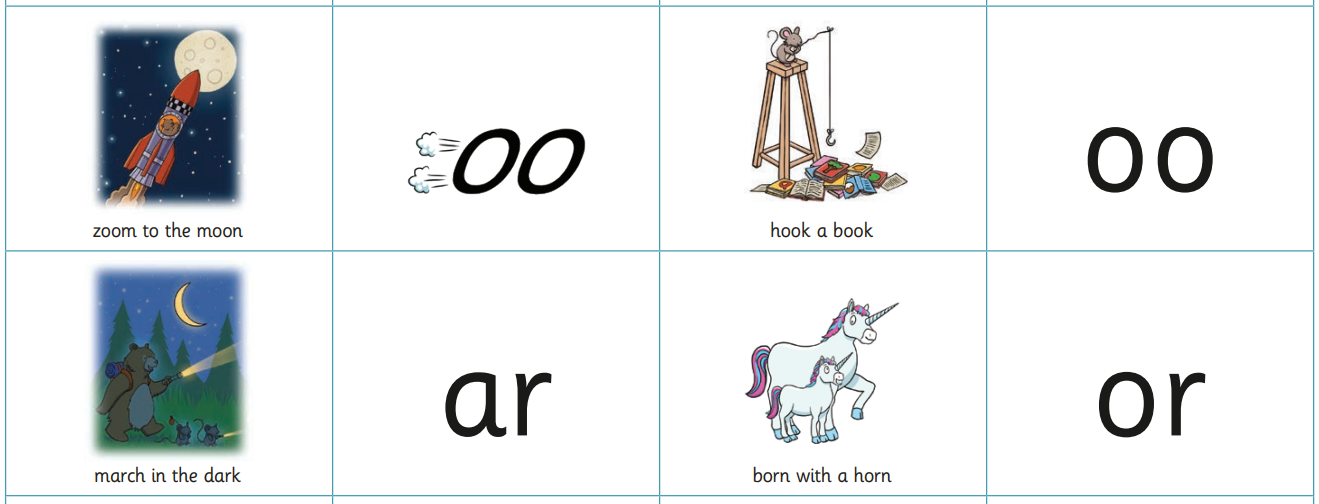 oo
oo
zoom to the moon
hook a book
ar
or
march in the dark
born with a horn